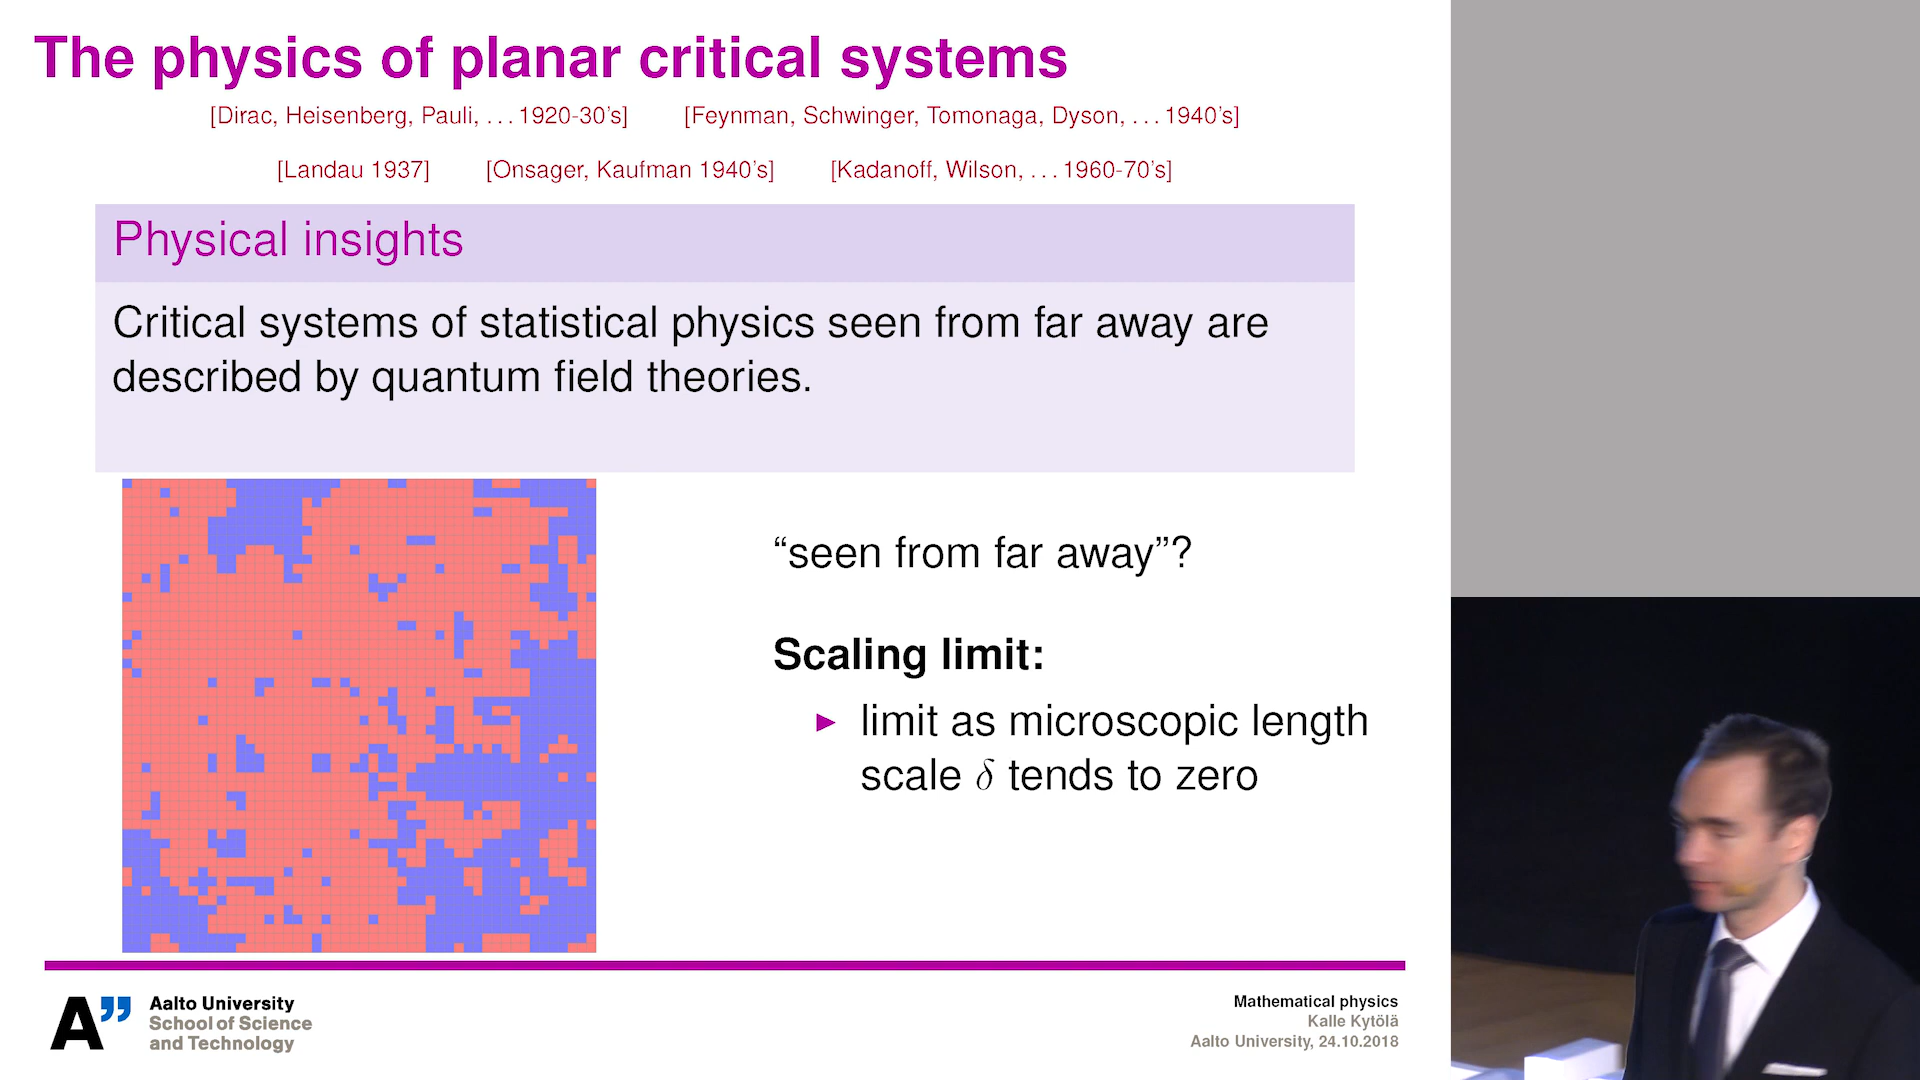 The physics of planar critical systems
[Dirac, Heisenberg, Pauli, ... 1920-30's] [Feynman, Schwinger, Tomonaga, Dyson, ... 1940's]
[Landau 1937] [Onsager, Kaufman 1940's] [Kadanoff, Wilson, ... 1960-70's]
Physical insights
Critical systems of statistical physics seen from far away are
described by quantum field theories.
“seen from far away”?
Scaling limit:
▶ limit as microscopic length
scale δ tends to zero
A”
Aalto University
School of Science
and Technology
Mathematical physics
Kalle Kytölä
Aalto University, 24.10.2018